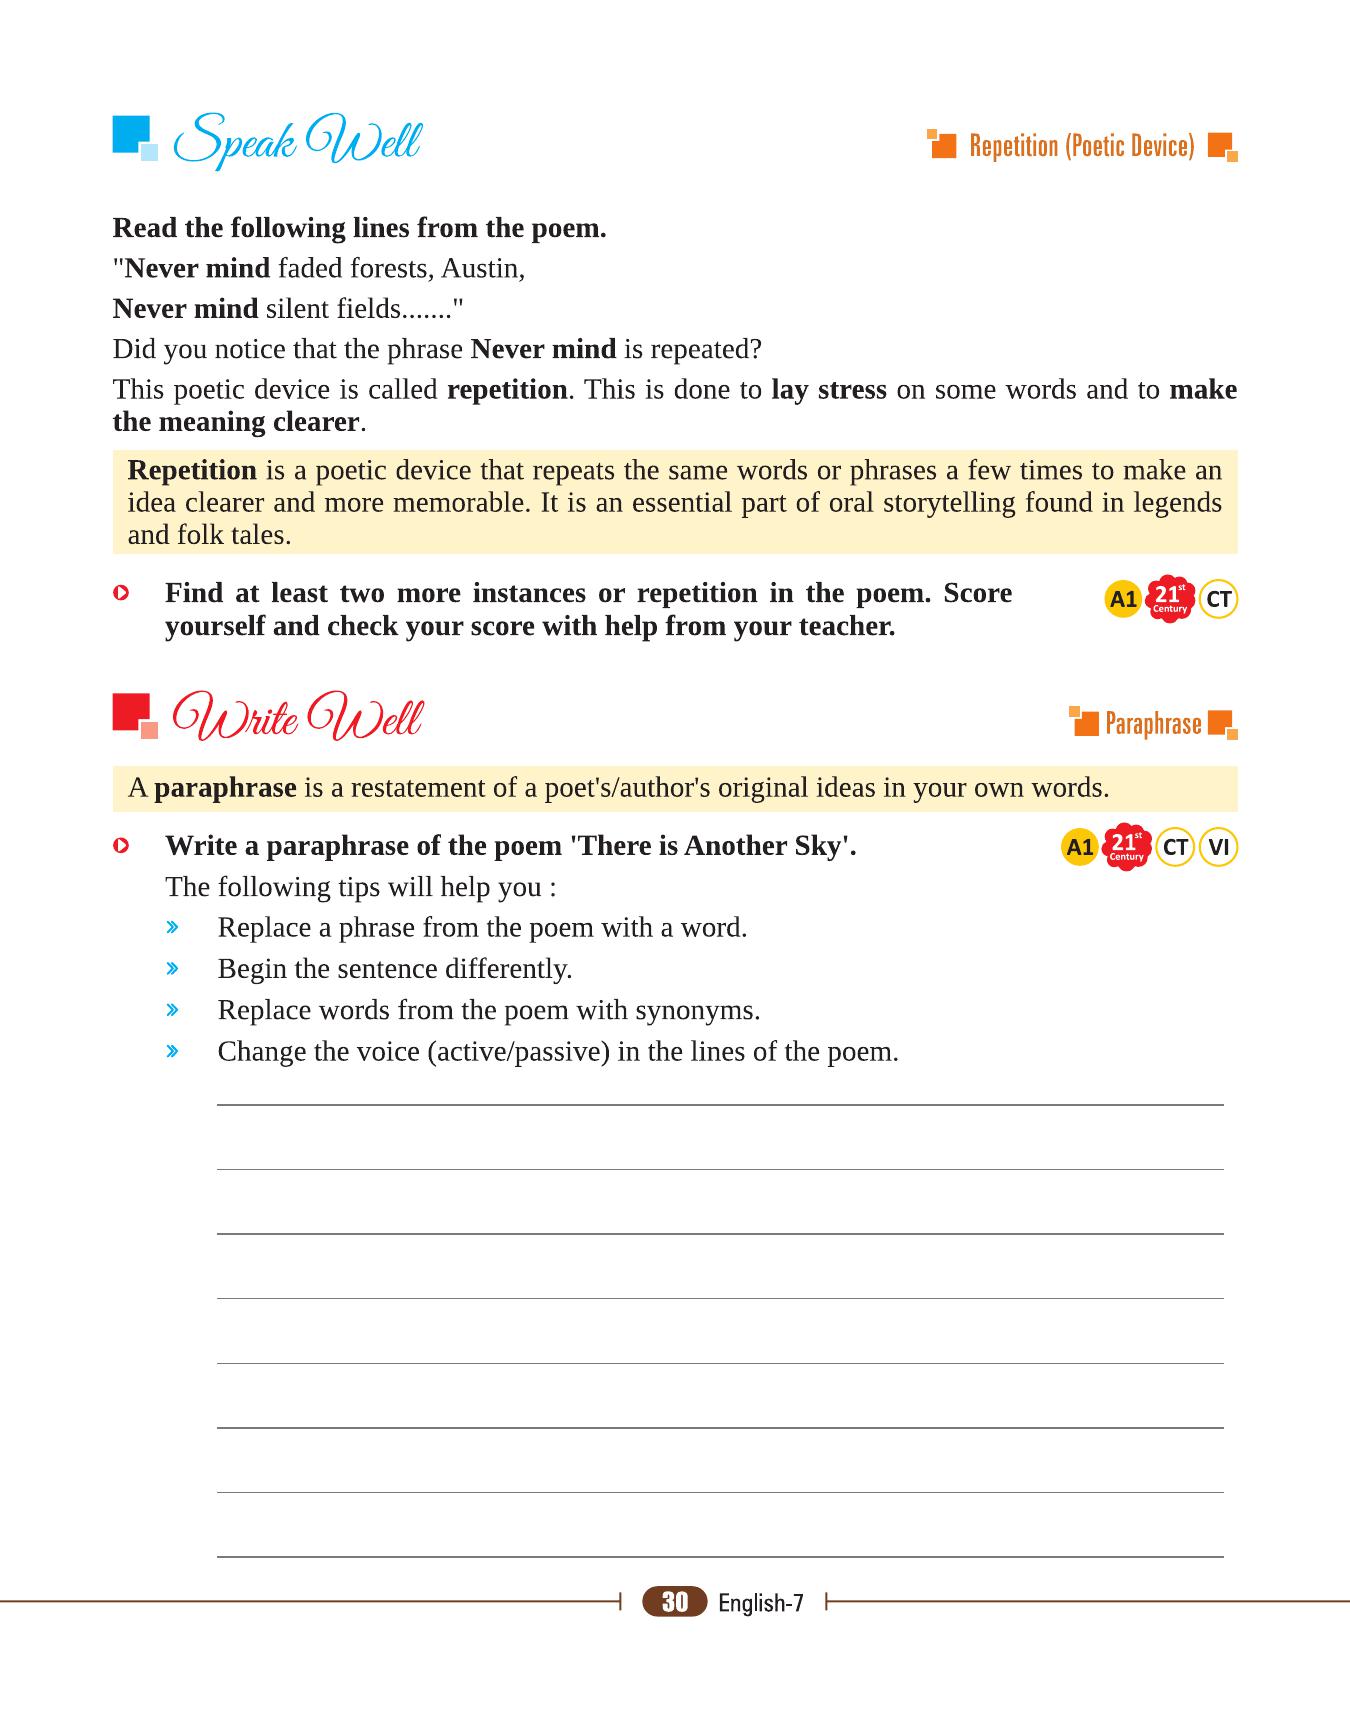 Speak Well
Repetition (Poetic Device)
Read the following lines from the poem.
"Never mind faded forests, Austin,
Never mind silent fields......."
Did you notice that the phrase Never mind is repeated?
This poetic device is called repetition. This is done to lay stress on some words and to make
the meaning clearer.
Repetition is a poetic device that repeats the same words or phrases a few times to make an
idea clearer and more memorable. It is an essential part of oral storytelling found in legends
and folk tales.
Find at least two more instances or repetition in the poem. Score
yourself and check your score with help from your teacher.
A1 21st Century CT
Write Well
Paraphrase
A paraphrase is a restatement of a poet's/author's original ideas in your own words.
Write a paraphrase of the poem 'There is Another Sky'.
A1 21st Century CT VI
The following tips will help you :
Replace a phrase from the poem with a word.
Begin the sentence differently.
Replace words from the poem with synonyms.
Change the voice (active/passive) in the lines of the poem.
30 English-7